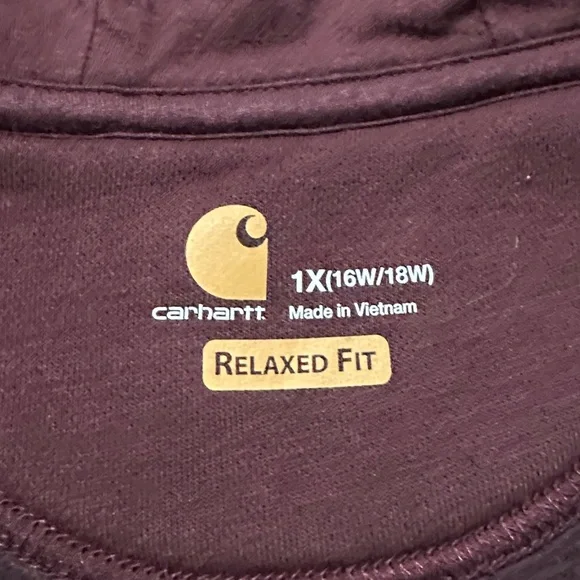 1X(16W/18W)
carhartt
Made in Vietnam
RELAXED FIT